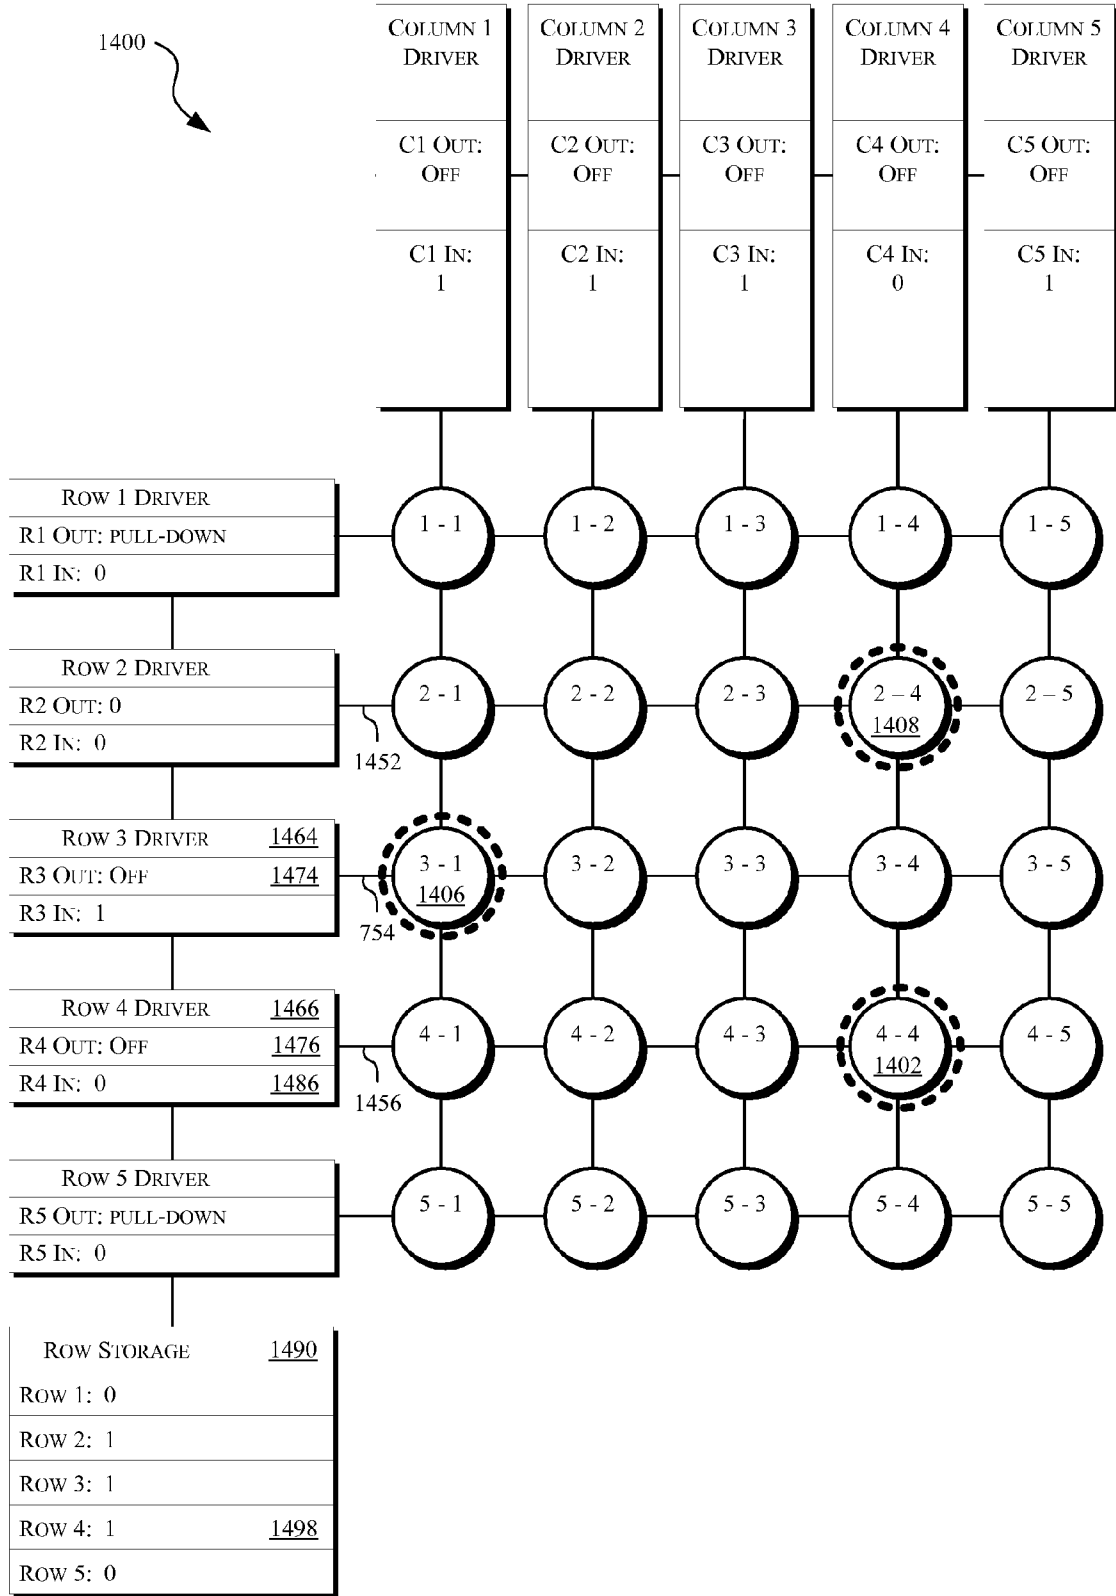 1400
COLUMN 1 DRIVER
C1 OUT: OFF
C1 IN: 1
COLUMN 2 DRIVER
C2 OUT: OFF
C2 IN: 1
COLUMN 3 DRIVER
C3 OUT: OFF
C3 IN: 1
COLUMN 4 DRIVER
C4 OUT: OFF
C4 IN: 0
COLUMN 5 DRIVER
C5 OUT: OFF
C5 IN: 1
ROW 1 DRIVER
R1 OUT: PULL-DOWN
R1 IN: 0
1 - 1
1 - 2
1 - 3
1 - 4
1 - 5
ROW 2 DRIVER
R2 OUT: 0
R2 IN: 0
1452
2 - 1
2 - 2
2 - 3
2 – 4
1408
2 – 5
ROW 3 DRIVER 1464
R3 OUT: OFF 1474
R3 IN: 1
754
3 - 1
1406
3 - 2
3 - 3
3 - 4
3 - 5
ROW 4 DRIVER 1466
R4 OUT: OFF 1476
R4 IN: 0 1486
1456
4 - 1
4 - 2
4 - 3
4 - 4
1402
4 - 5
ROW 5 DRIVER
R5 OUT: PULL-DOWN
R5 IN: 0
5 - 1
5 - 2
5 - 3
5 - 4
5 - 5
ROW STORAGE 1490
ROW 1: 0
ROW 2: 1
ROW 3: 1
ROW 4: 1 1498
ROW 5: 0